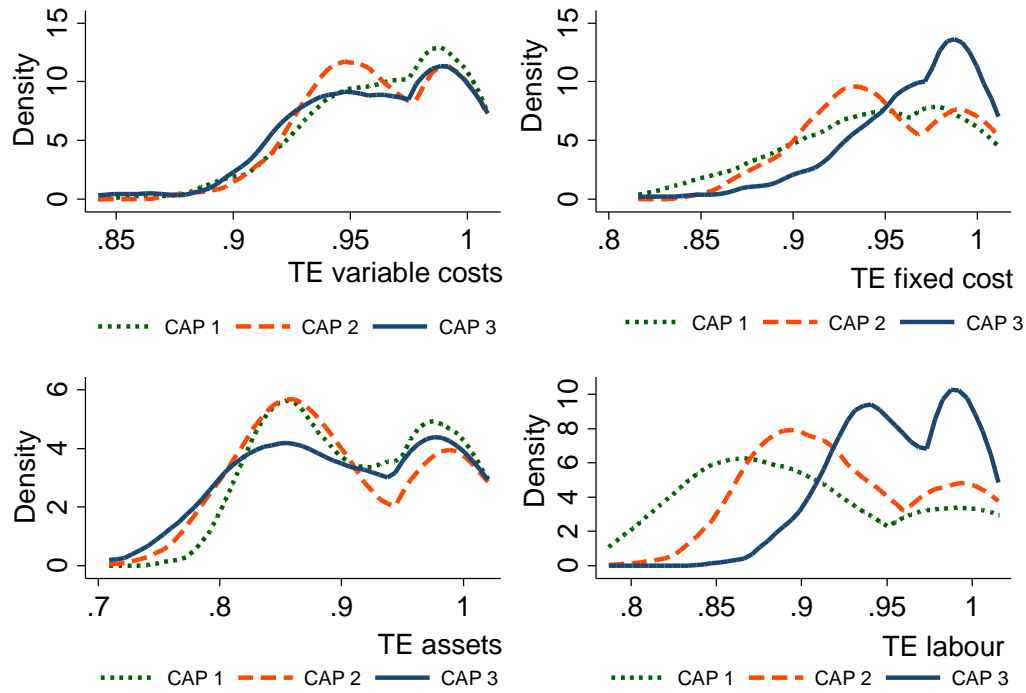 Density
0 5 10 15
.85 .9 .95 1
TE variable costs
CAP 1 CAP 2 CAP 3
Density
0 5 10 15
.8 .85 .9 .95 1
TE fixed cost
CAP 1 CAP 2 CAP 3
Density
0 2 4 6
.7 .8 .9 1
TE assets
CAP 1 CAP 2 CAP 3
Density
0 2 4 6 8 10
.8 .85 .9 .95 1
TE labour
CAP 1 CAP 2 CAP 3